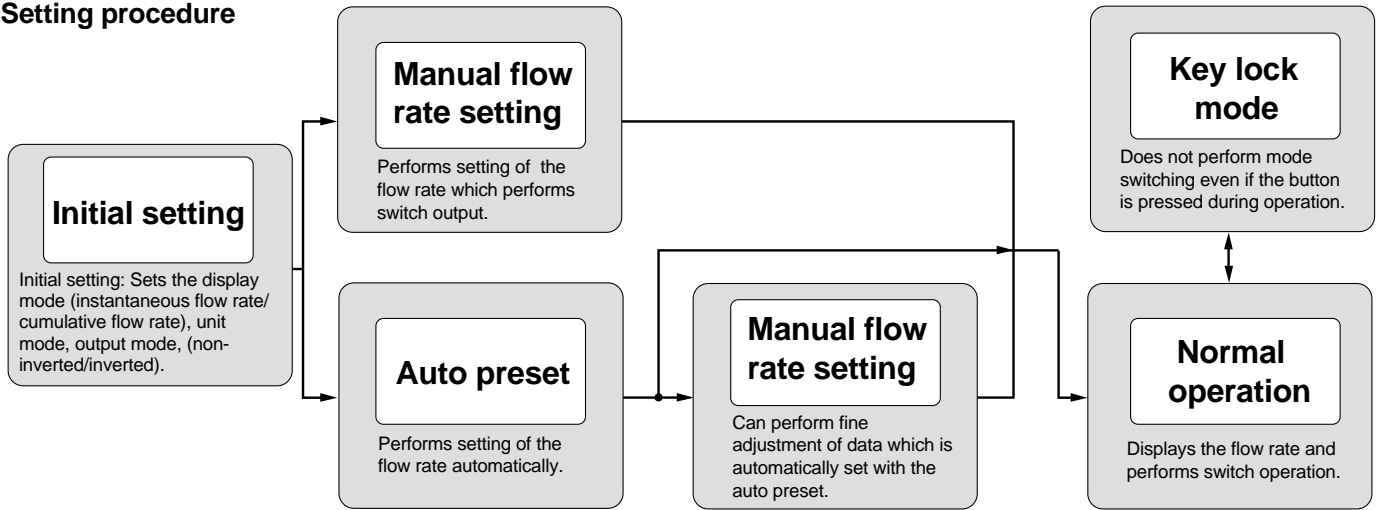 Setting procedure
Manual flow
rate setting
Performs setting of the
flow rate which performs
switch output.
Key lock
mode
Does not perform mode
switching even if the button
is pressed during operation.
Initial setting
Initial setting: Sets the display
mode (instantaneous flow rate/
cumulative flow rate), unit
mode, output mode, (non-
inverted/inverted).
Auto preset
Performs setting of the
flow rate automatically.
Manual flow
rate setting
Can perform fine
adjustment of data which is
automatically set with the
auto preset.
Normal
operation
Displays the flow rate and
performs switch operation.